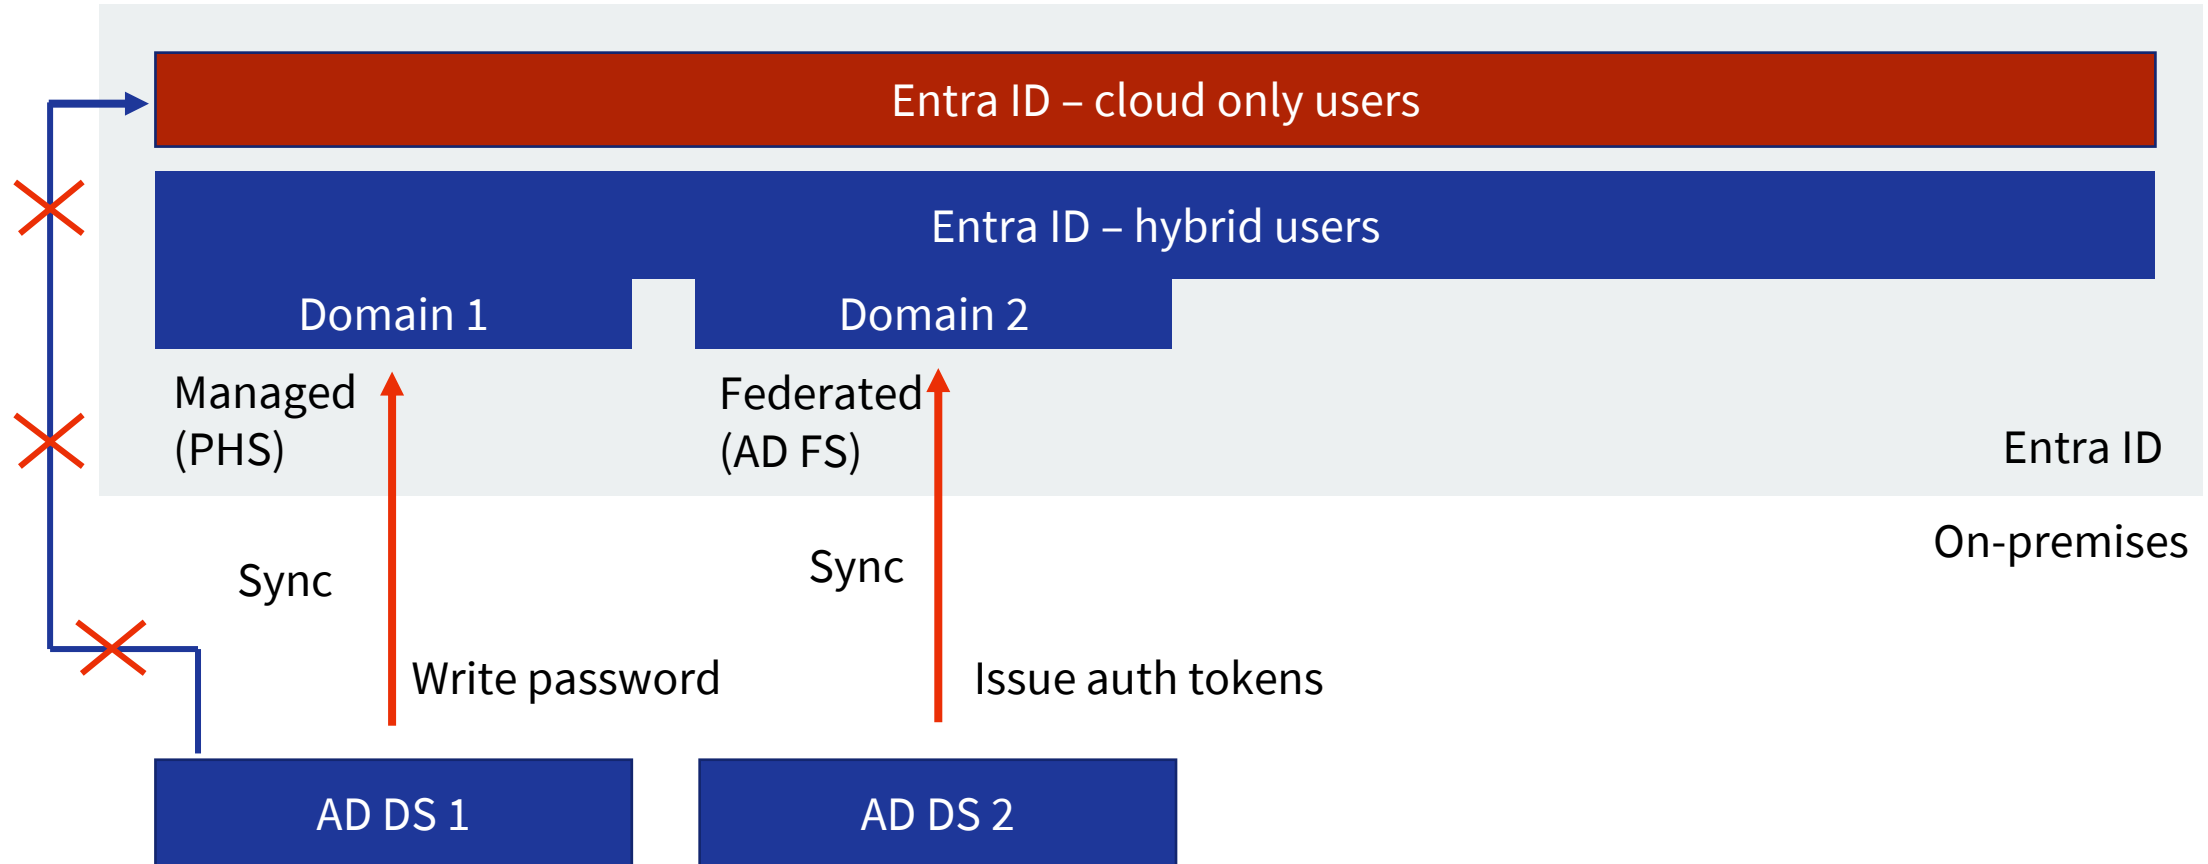 Entra ID – cloud only users
Entra ID – hybrid users
Domain 1
Domain 2
Managed
(PHS)
Federated
(AD FS)
Entra ID
On-premises
Sync
Sync
Write password
Issue auth tokens
AD DS 1
AD DS 2